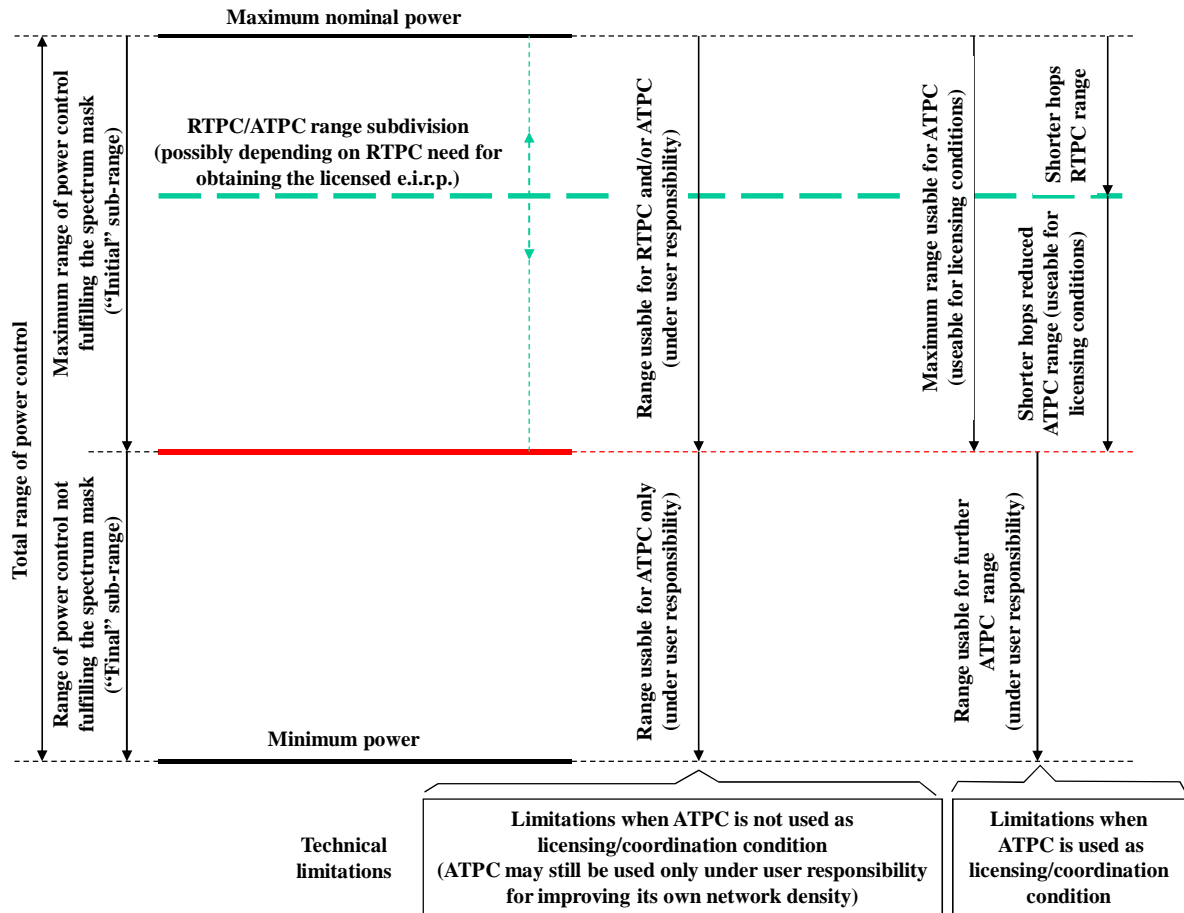 Maximum nominal power
Total range of power control
Maximum range of power control
fulfilling the spectrum mask
(“Initial” sub-range)
RTPC/ATPC range subdivision
(possibly depending on RTPC need for
obtaining the licensed e.i.r.p.)
Range usable for RTPC and/or ATPC
(under user responsibility)
Maximum range usable for ATPC
(useable for licensing conditions)
Shorter hops
RTPC range
Shorter hops reduced
ATPC range (useable for
licensing conditions)
Range of power control not
fulfilling the spectrum mask
(“Final” sub-range)
Range usable for ATPC only
(under user responsibility)
Range usable for further
ATPC range
(under user responsibility)
Minimum power
Technical
limitations
Limitations when ATPC is not used as
licensing/coordination condition
(ATPC may still be used only under user responsibility
for improving its own network density)
Limitations when
ATPC is used as
licensing/coordination
condition